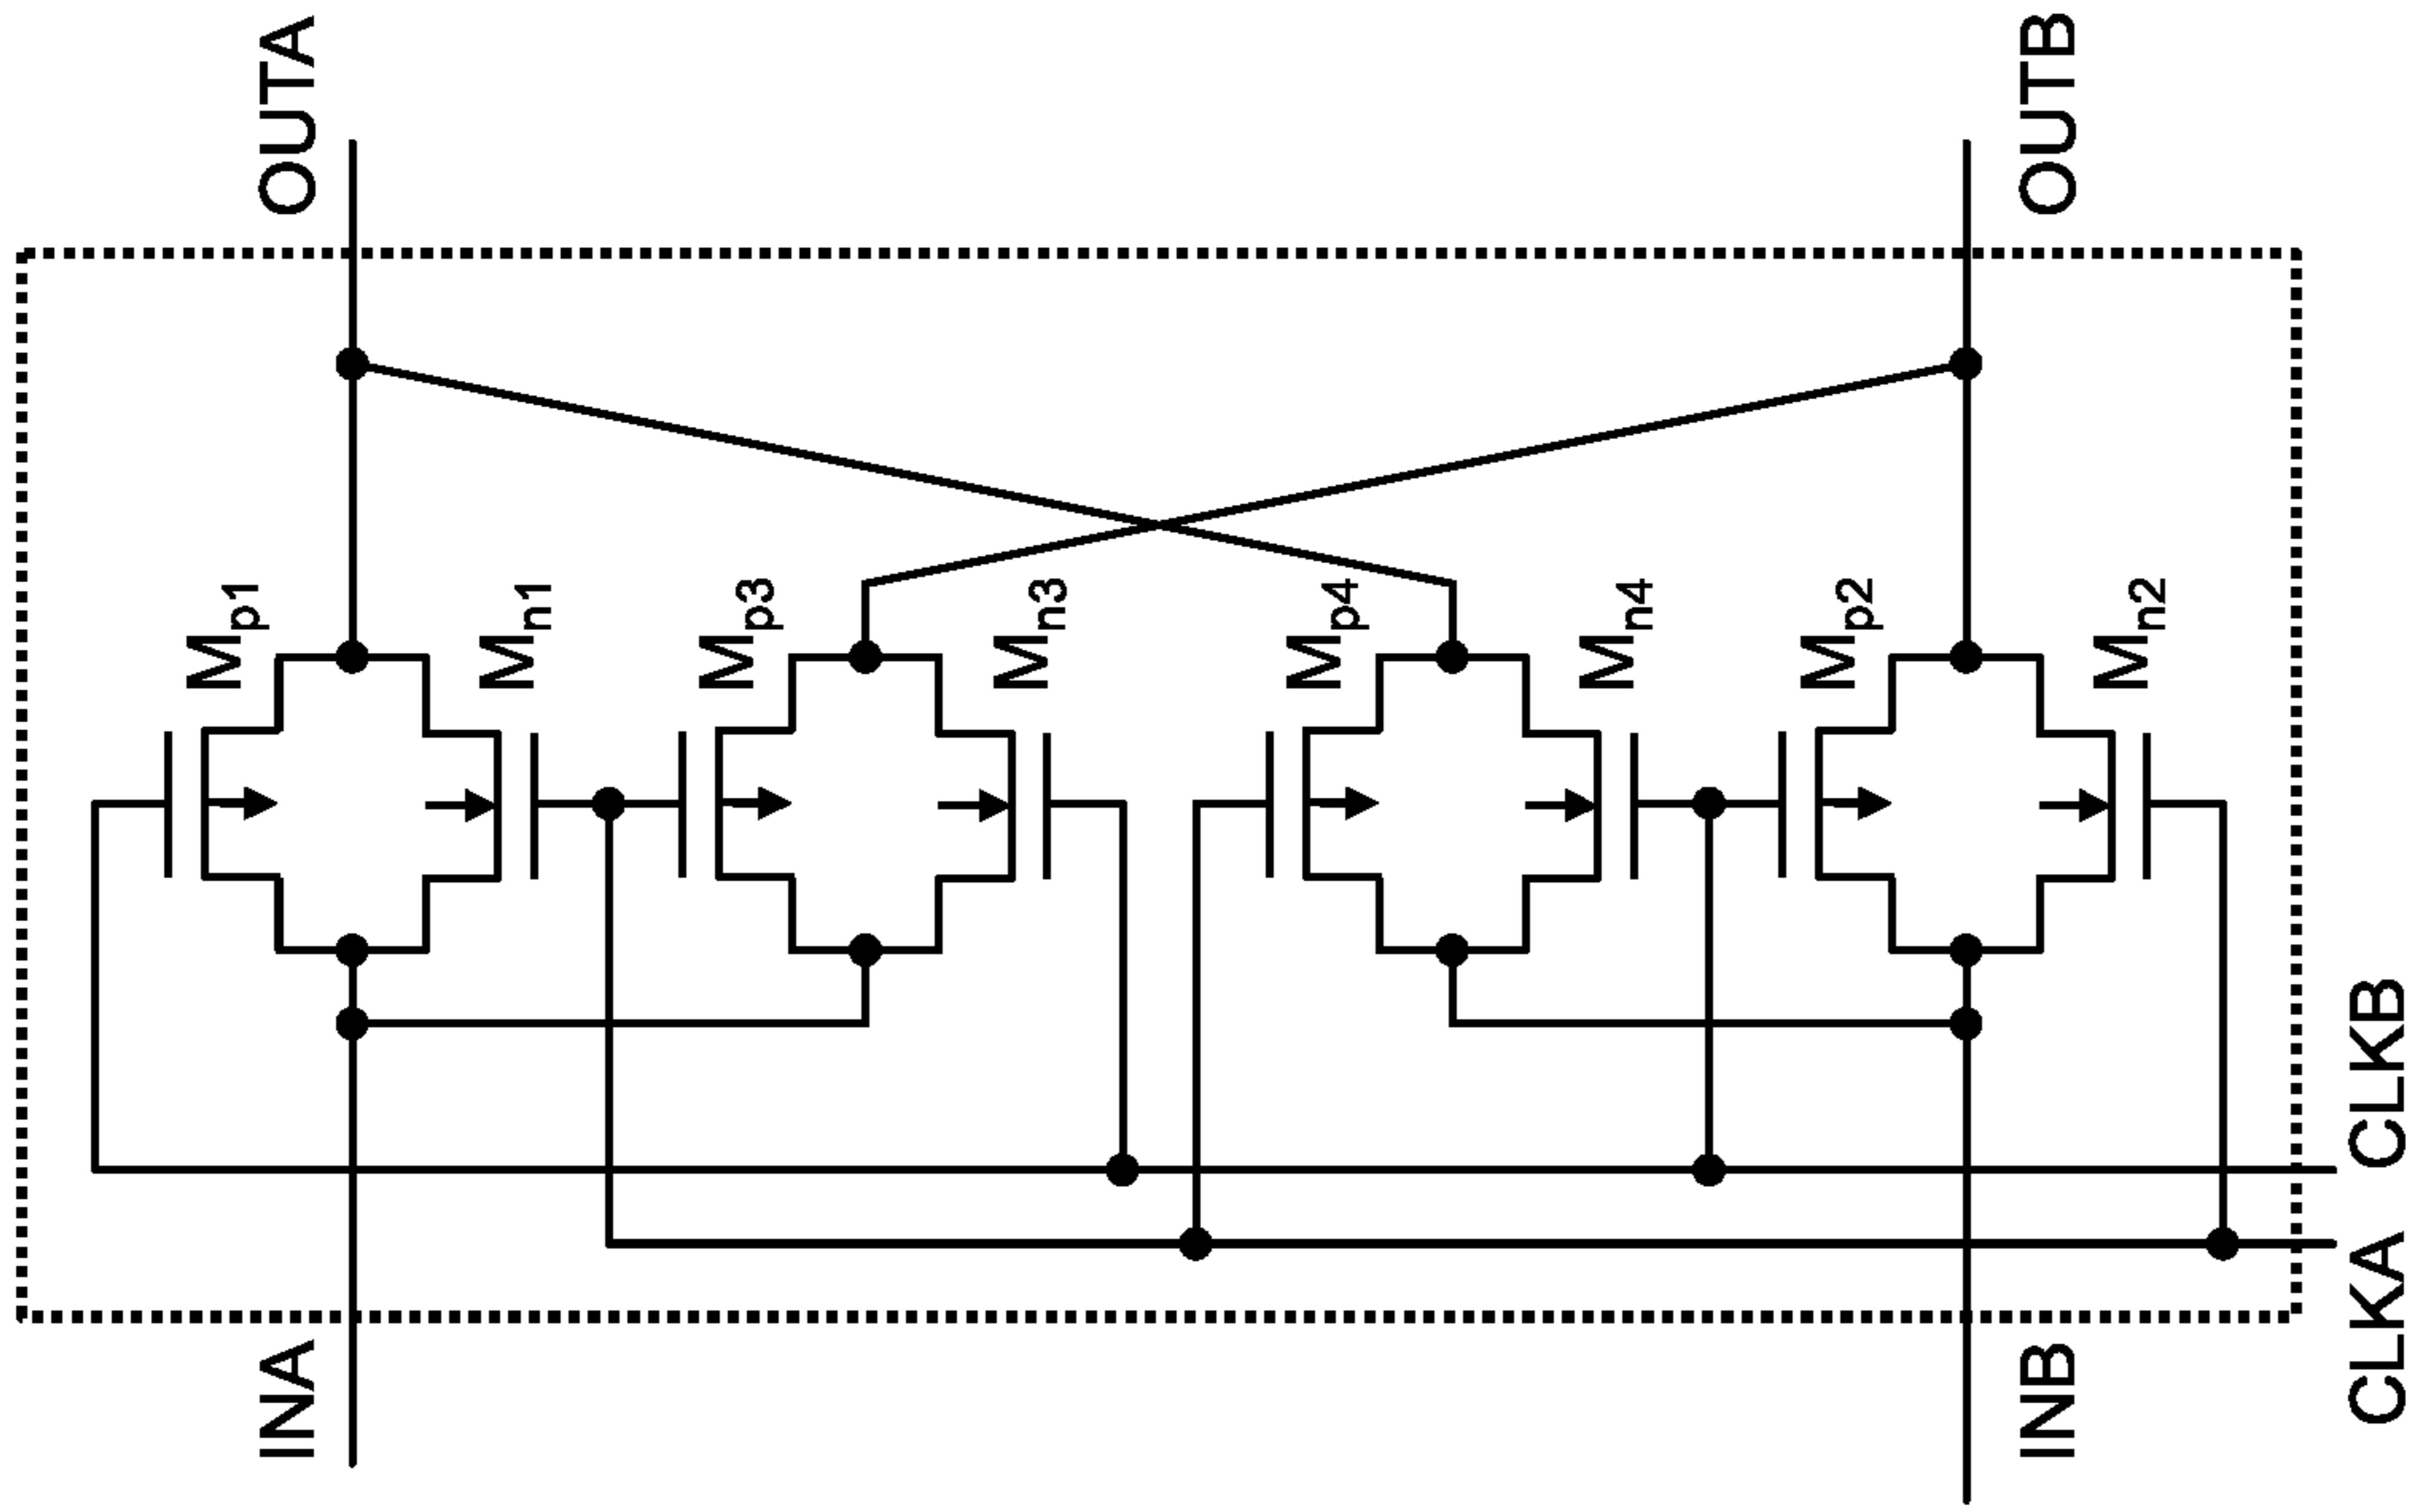 OUTA
OUTB
Mp1
Mn1
Mp3
Mn3
Mp4
Mn4
Mp2
Mn2
INA
INB
CLKA
CLKB